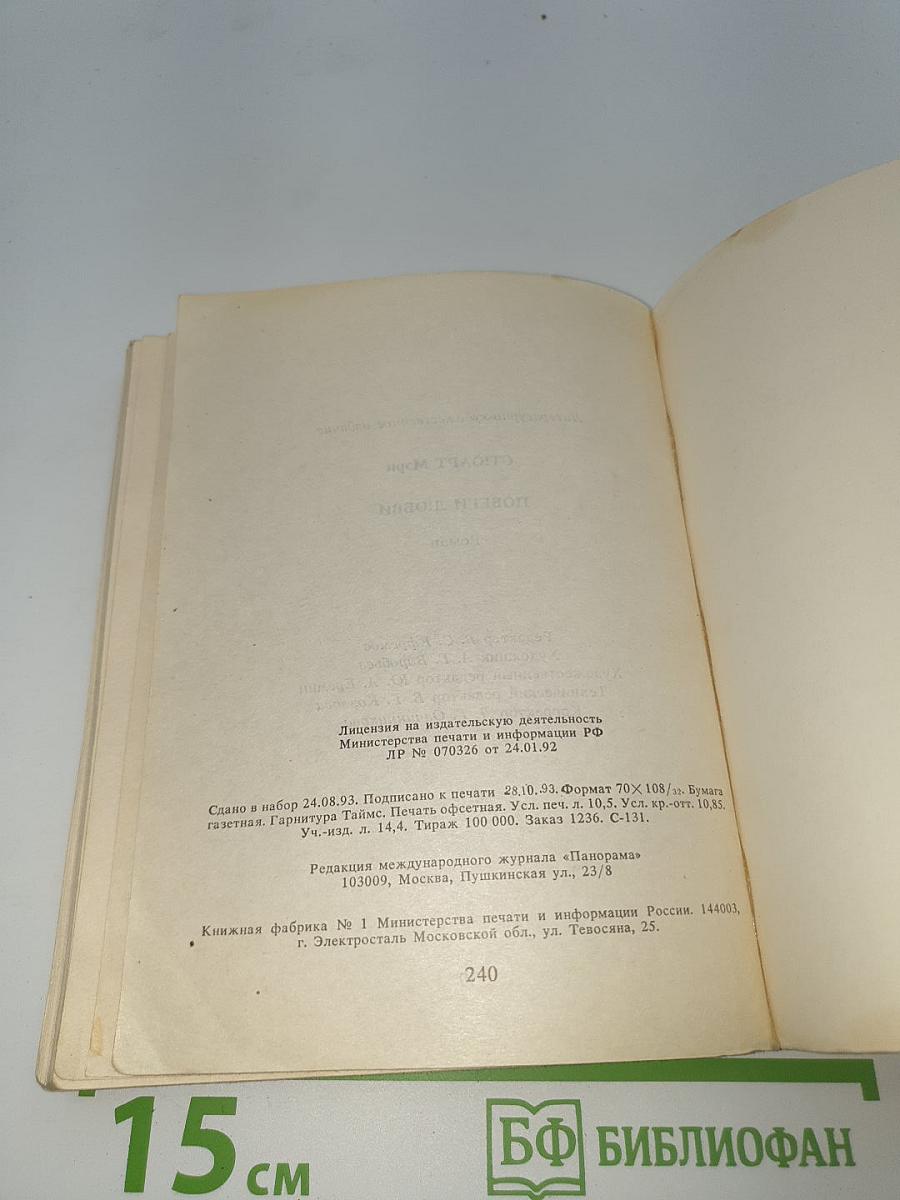 Лицензия на издательскую деятельность
Министерства печати и информации РФ
ЛР № 070326 от 24.01.92
Сдано в набор 24.08.93. Подписано к печати 28.10.93. Формат 70×108/32. Бумага
газетная. Гарнитура Таймс. Печать офсетная. Усл. печ. л. 10,5. Усл. кр.-отт. 10,85.
Уч.-изд. л. 14,4. Тираж 100 000. Заказ 1236. С-131.
Редакция международного журнала «Панорама»
103009, Москва, Пушкинская ул., 23/8
Книжная фабрика № 1 Министерства печати и информации России. 144003,
г. Электросталь Московской обл., ул. Тевосяна, 25.
240
15 см
БФ БИБЛИОФАН